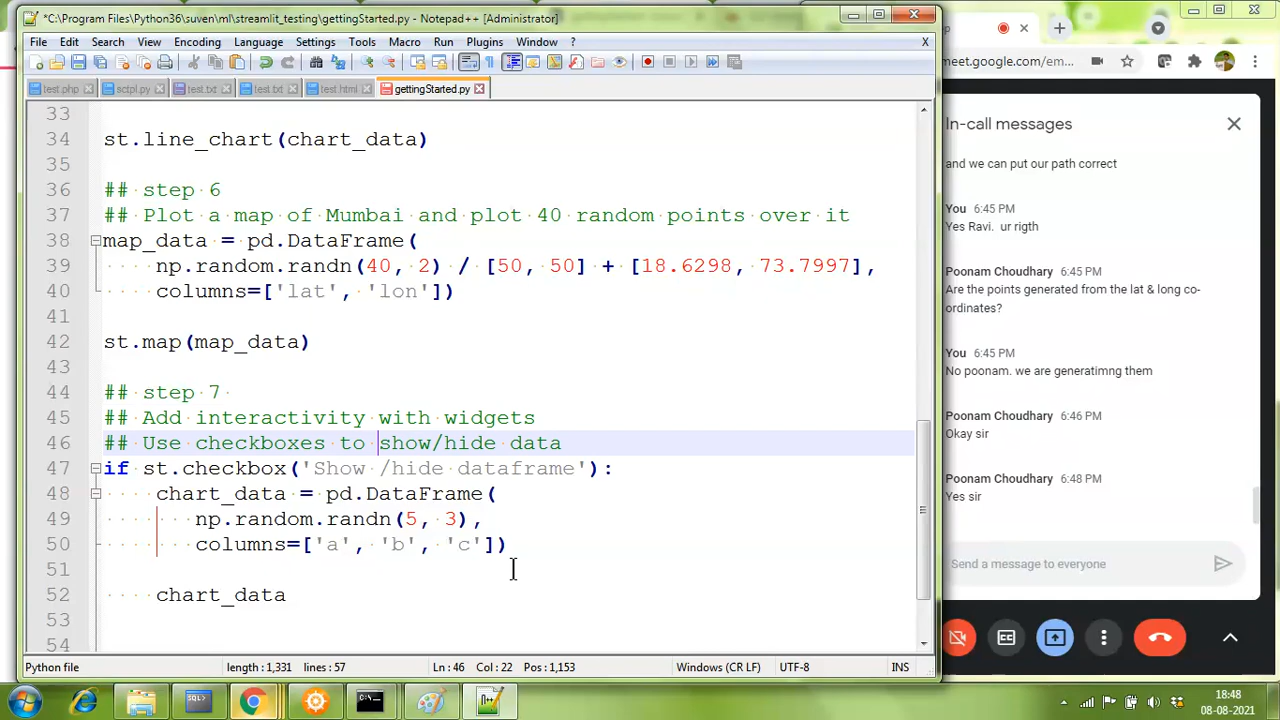 *C:\Program Files\Python36\suven\ml\streamlit_testing\gettingStarted.py - Notepad++ [Administrator]
File Edit Search View Encoding Language Settings Tools Macro Run Plugins Window ? X
test.php sctpl.py test.txt test.txt test html gettingStarted.py
33
34 st.line_chart(chart_data)
35
36 ## step 6
37 ## Plot a map of Mumbai and plot 40 random points over it
38 map_data = pd.DataFrame(
39 np.random.randn(40, 2) / [50, 50] + [18.6298, 73.7997],
40 columns=['lat', 'lon'])
41
42 st.map(map_data)
43
44 ## step 7
45 ## Add interactivity with widgets
46 ## Use checkboxes to show/hide data
47 if st.checkbox('Show /hide dataframe'):
48 chart_data = pd.DataFrame(
49 np.random.randn(5, 3),
50 columns=['a', 'b', 'c'])
51
52 chart_data
53
54
Python file length : 1,331 lines : 57 Ln : 46 Col : 22 Pos : 1,153 Windows (CR LF) UTF-8 INS
meet.google.com/em...
In-call messages
and we can put our path correct
You 6:45 PM
Yes Ravi. ur rigth
Poonam Choudhary 6:45 PM
Are the points generated from the lat & long co-
ordinates?
You 6:45 PM
No poonam. we are generatimng them
Poonam Choudhary 6:46 PM
Okay sir
Poonam Choudhary 6:48 PM
Yes sir
Send a message to everyone
18:48
08-08-2021